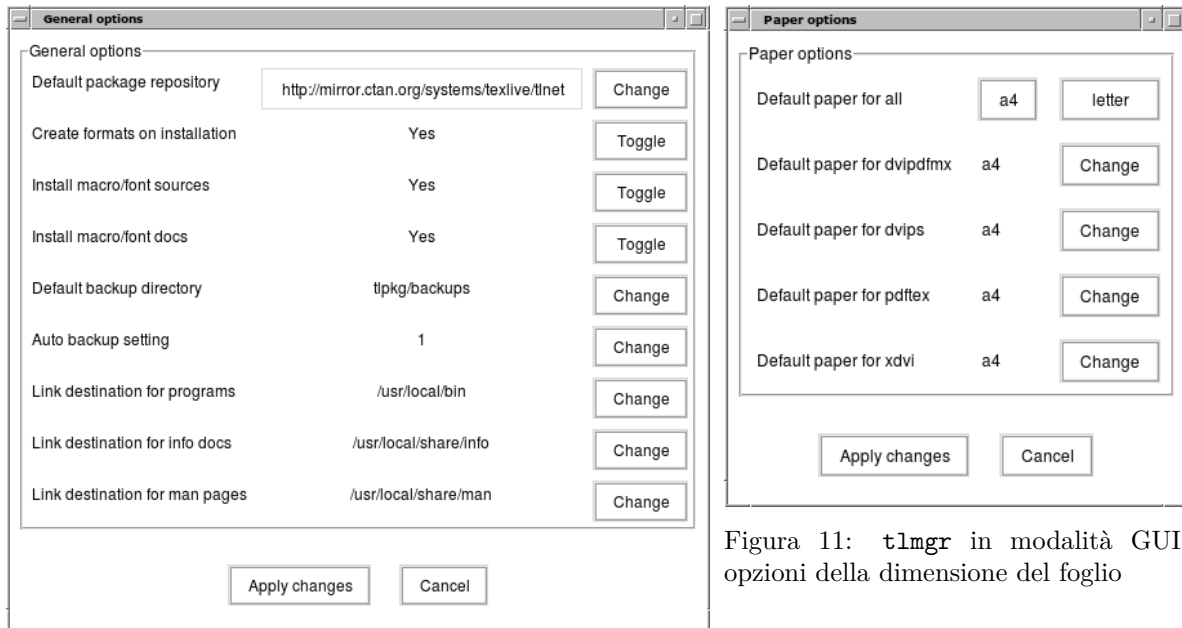 General options
General options
Default package repository http://mirror.ctan.org/systems/texlive/tlnet Change
Create formats on installation Yes Toggle
Install macro/font sources Yes Toggle
Install macro/font docs Yes Toggle
Default backup directory tlpkg/backups Change
Auto backup setting 1 Change
Link destination for programs /usr/local/bin Change
Link destination for info docs /usr/local/share/info Change
Link destination for man pages /usr/local/share/man Change
Apply changes Cancel
Paper options
Paper options
Default paper for all a4 letter
Default paper for dvipdfmx a4 Change
Default paper for dvips a4 Change
Default paper for pdftex a4 Change
Default paper for xdvi a4 Change
Apply changes Cancel
Figura 11: tlmgr in modalità GUI
opzioni della dimensione del foglio